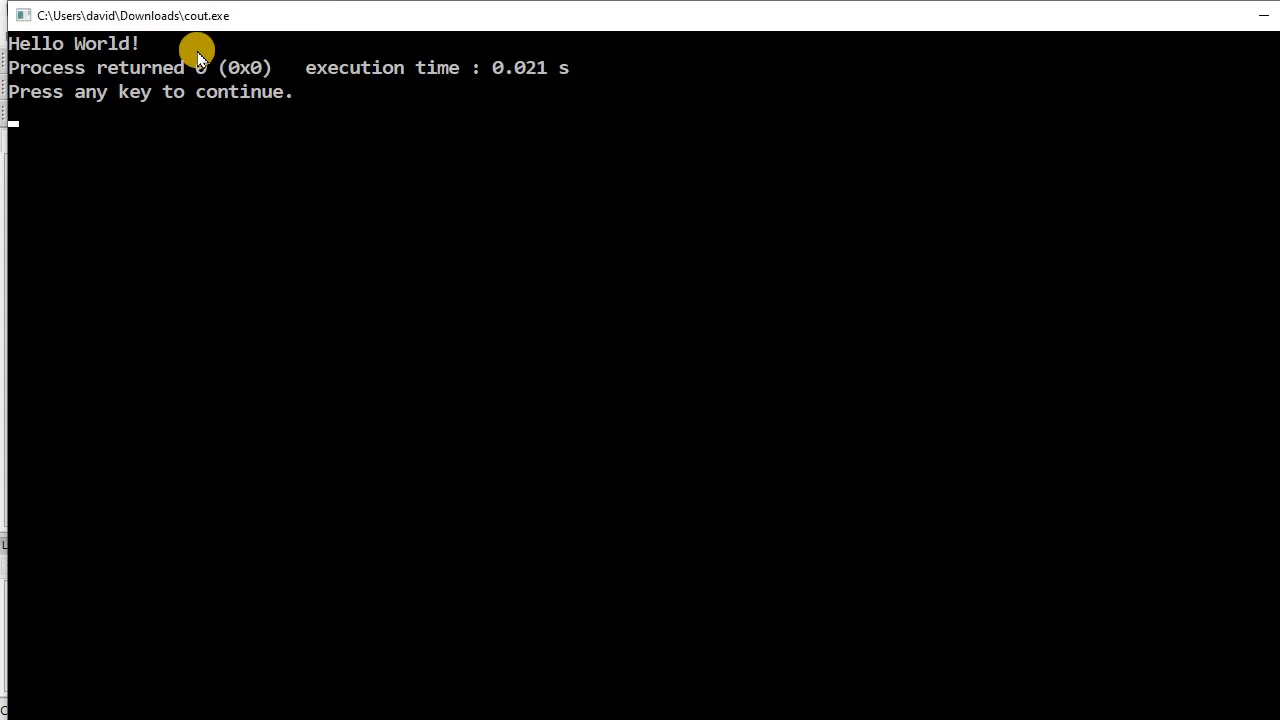 C:\Users\david\Downloads\cout.exe
Hello World!
Process returned 0 (0x0)   execution time : 0.021 s
Press any key to continue.